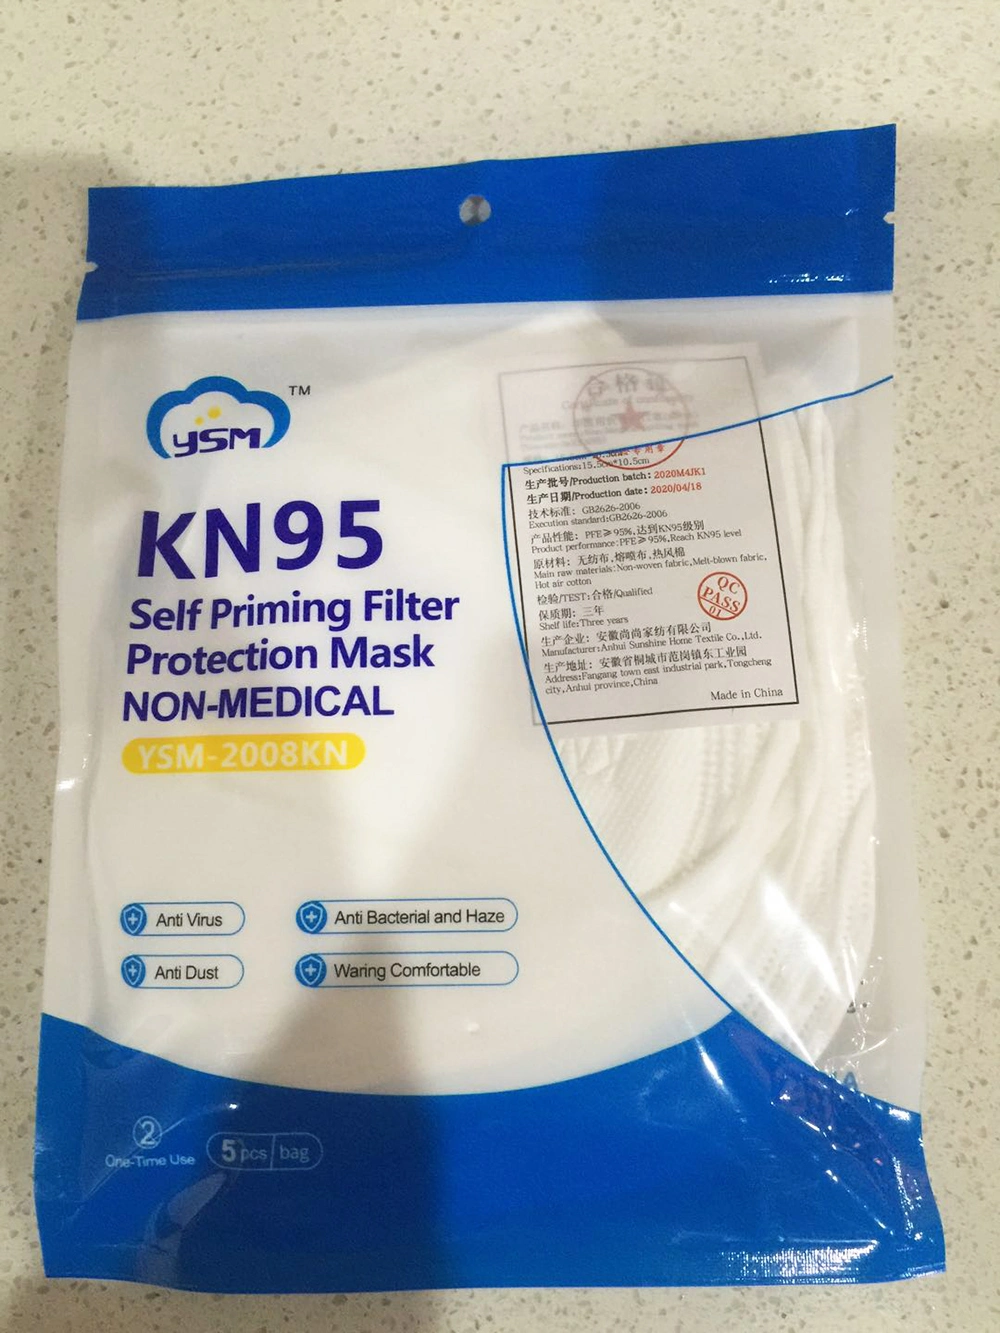 TM
YSM
KN95
Self Priming Filter
Protection Mask
NON-MEDICAL
YSM-2008KN
Anti Virus
Anti Bacterial and Haze
Anti Dust
Waring Comfortable
2
One-Time Use
5 pcs bag
合格证
专用章
Specifications:15.5cm*10.5cm
生产批号/Production batch: 2020M4JK1
生产日期/Production date: 2020/04/18
技术标准: GB2626-2006
Execution standard:GB2626-2006
产品性能: PFE≥95%,达到KN95级别
Product performance:PFE≥95%,Reach KN95 level
原材料: 无纺布,熔喷布,热风棉
Main raw materials:Non-woven fabric,Melt-blown fabric,
Hot air cotton
检验/TEST:合格/Qualified
保质期: 三年
Shelf life:Three years
QC
PASS
01
生产企业: 安徽尚尚家纺有限公司
Manufacturer:Anhui Sunshine Home Textile Co.,Ltd.
生产地址: 安徽省桐城市范岗镇东工业园
Address:Fangang town east industrial park,Tongcheng
city,Anhui province,China
Made in China